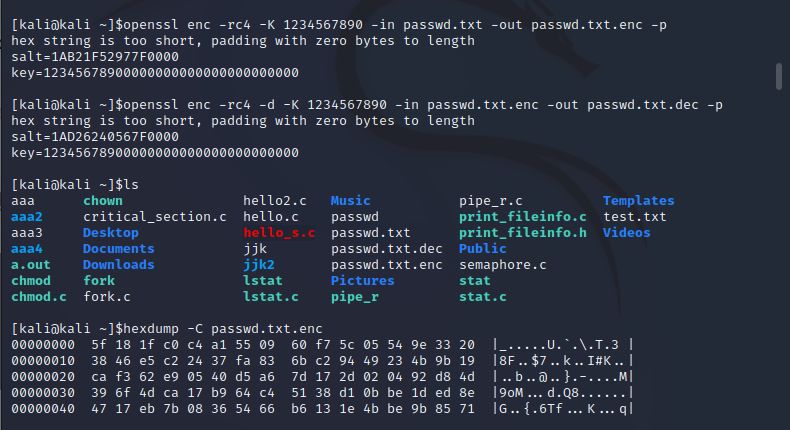 [kali@kali ~]$openssl enc -rc4 -K 1234567890 -in passwd.txt -out passwd.txt.enc -p
hex string is too short, padding with zero bytes to length
salt=1AB21F52977F0000
key=12345678900000000000000000000000

[kali@kali ~]$openssl enc -rc4 -d -K 1234567890 -in passwd.txt.enc -out passwd.txt.dec -p
hex string is too short, padding with zero bytes to length
salt=1AD26240567F0000
key=12345678900000000000000000000000

[kali@kali ~]$ls
aaa      chown               hello2.c   Music            pipe_r.c           Templates
aaa2     critical_section.c  hello.c    passwd           print_fileinfo.c   test.txt
aaa3     Desktop             hello_s.c  passwd.txt       print_fileinfo.h   Videos
aaa4     Documents           jjk        passwd.txt.dec   Public
a.out    Downloads           jjk2       passwd.txt.enc   semaphore.c
chmod    fork                lstat      Pictures         stat
chmod.c  fork.c              lstat.c    pipe_r           stat.c

[kali@kali ~]$hexdump -C passwd.txt.enc
00000000  5f 18 1f c0 c4 a1 55 09  60 f7 5c 05 54 9e 33 20  |_.....U.`.\.T.3 |
00000010  38 46 e5 c2 24 37 fa 83  6b c2 94 49 23 4b 9b 19  |8F..$7..k..I#K..|
00000020  ca f3 62 e9 05 40 d5 a6  7d 17 2d 02 04 92 d8 4d  |..b..@..}.-....M|
00000030  39 6f 4d ca 17 b9 64 c4  51 38 d1 0b be 1d ed 8e  |9oM...d.Q8......|
00000040  47 17 eb 7b 08 36 54 66  b6 13 1e 4b be 9b 85 71  |G..{.6Tf...K...q|